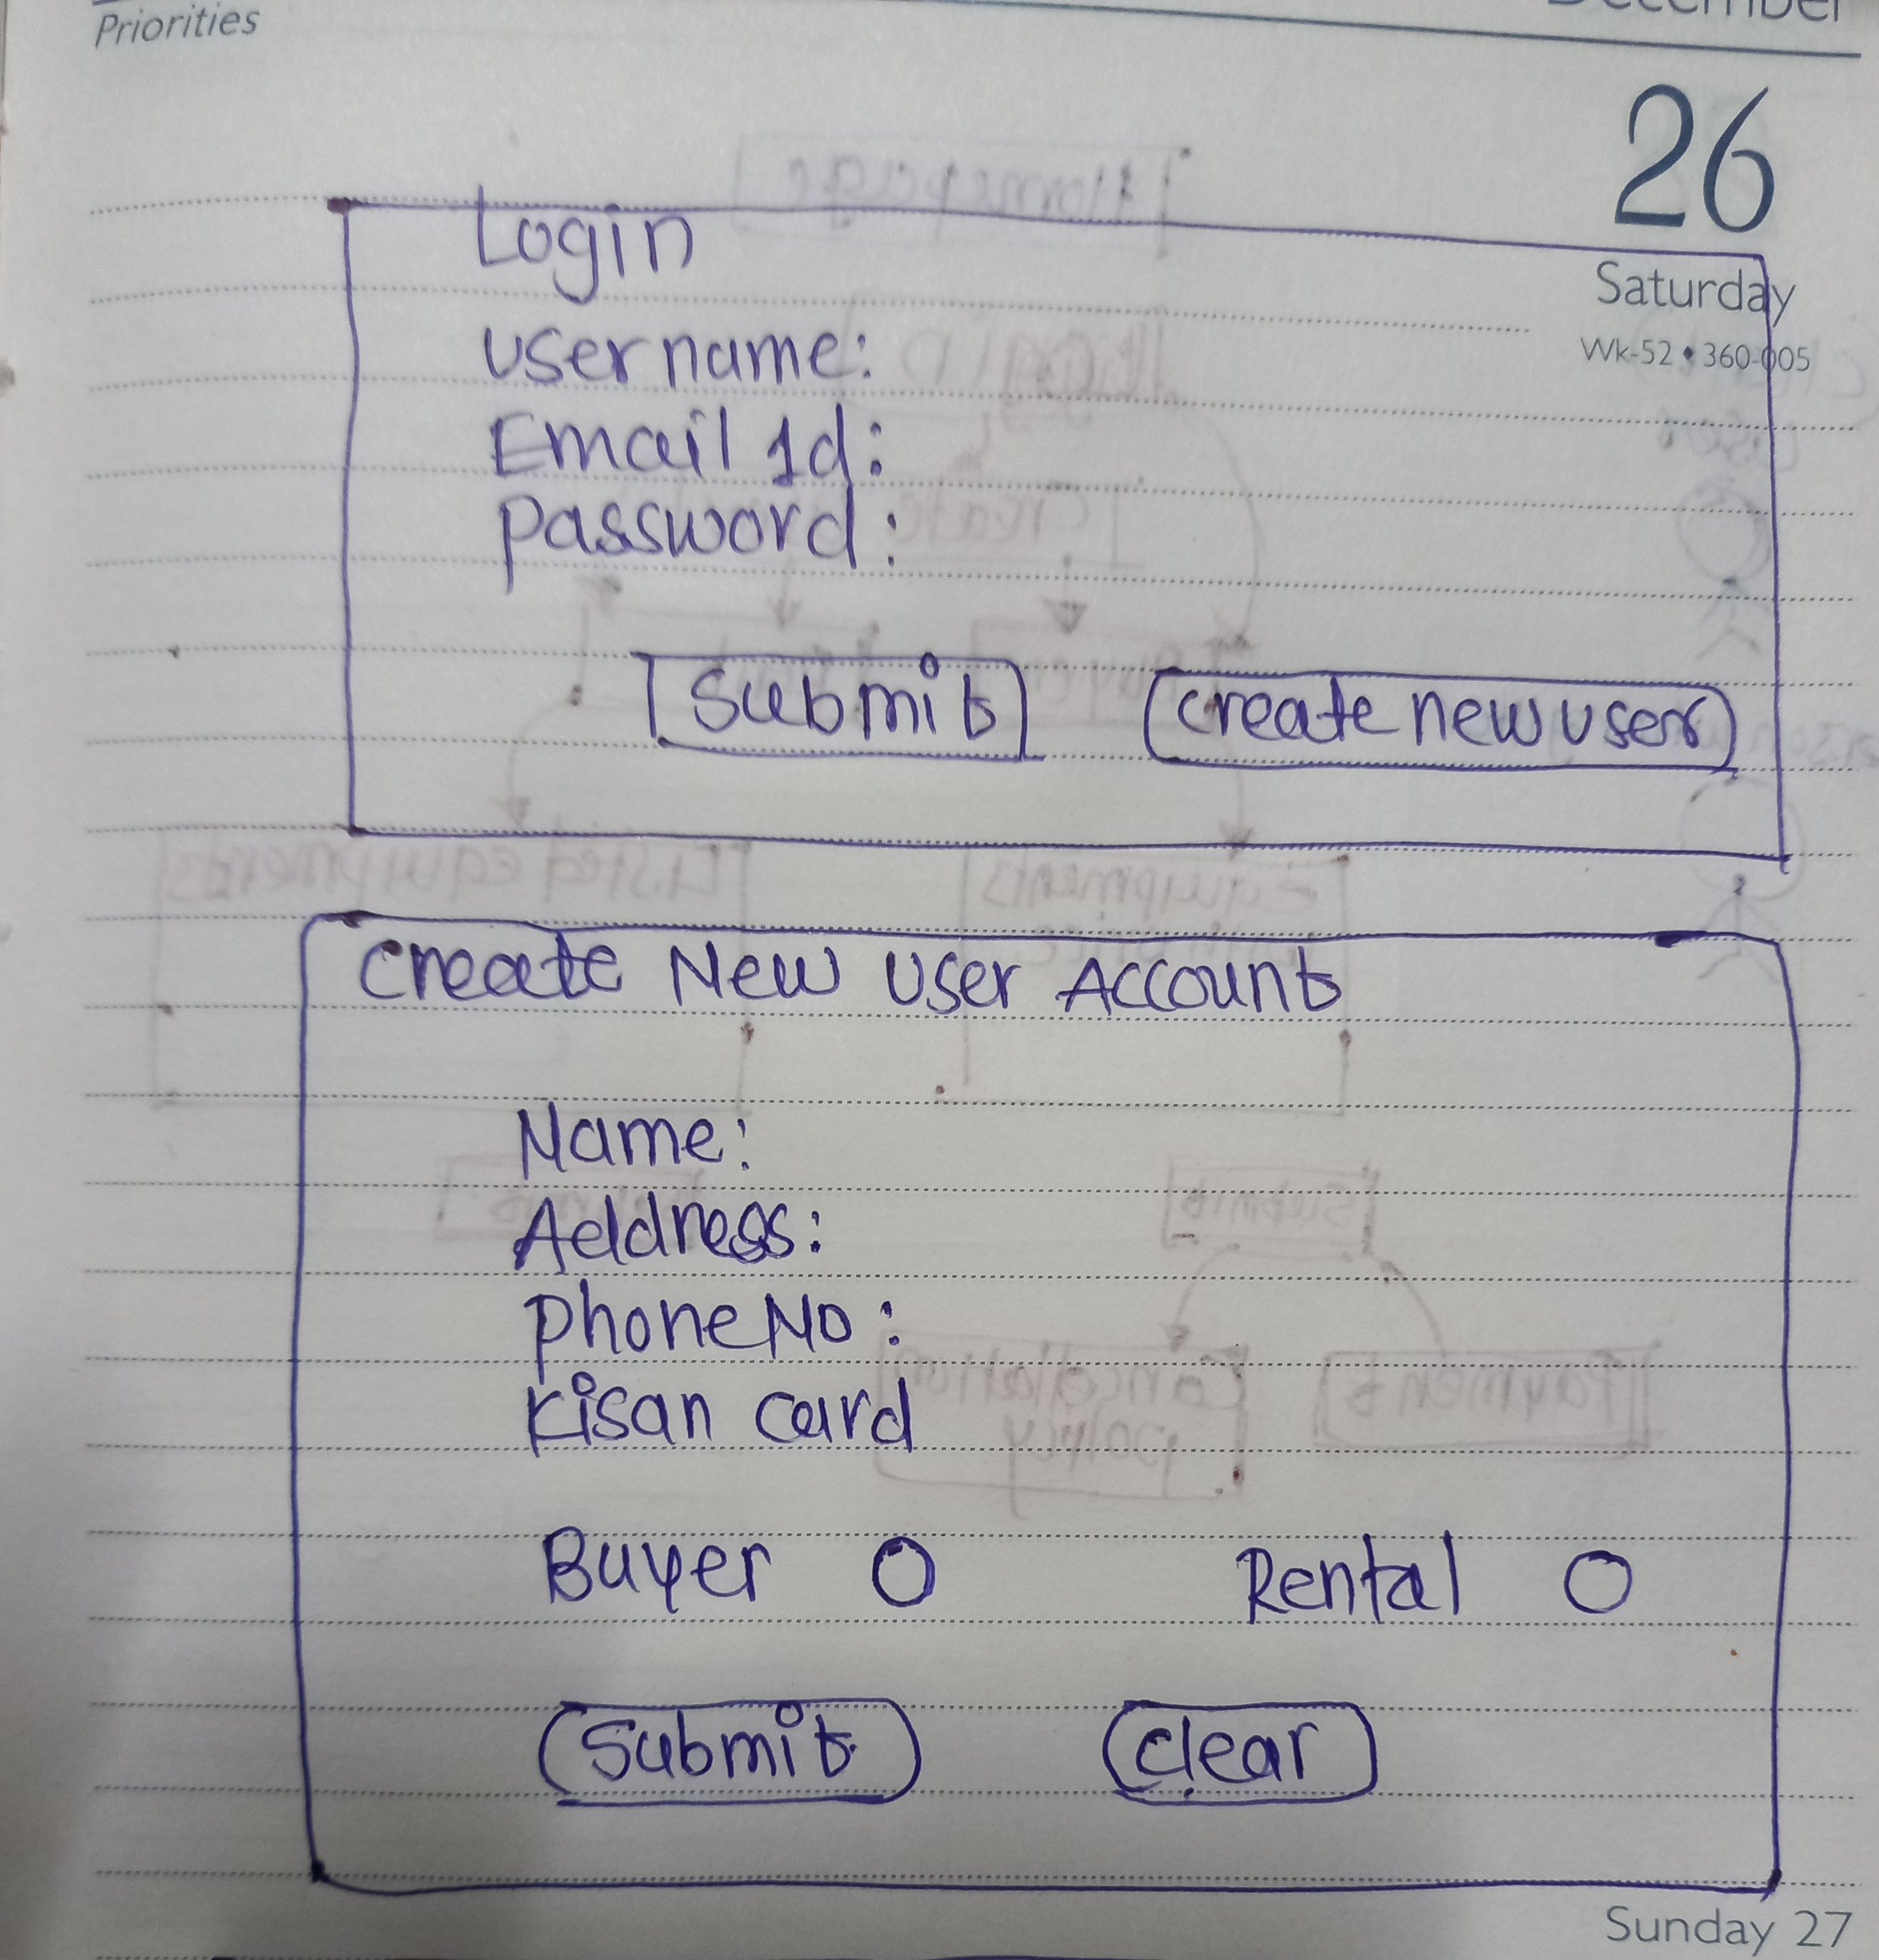 Priorities
December
26
Saturday
Wk-52 • 360-005
Login
username:
Email Id:
Password:
Submit
create new user
Create New User Account
Name:
Address:
Phone No:
Kisan Card
Buyer O Rental O
Submit clear
Sunday 27